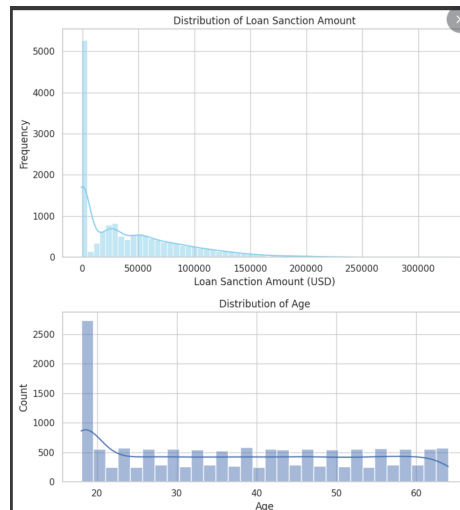 Distribution of Loan Sanction Amount
Frequency
5000
4000
3000
2000
1000
0
0 50000 100000 150000 200000 250000 300000
Loan Sanction Amount (USD)
Distribution of Age
Count
2500
2000
1500
1000
500
0
20 30 40 50 60
Age